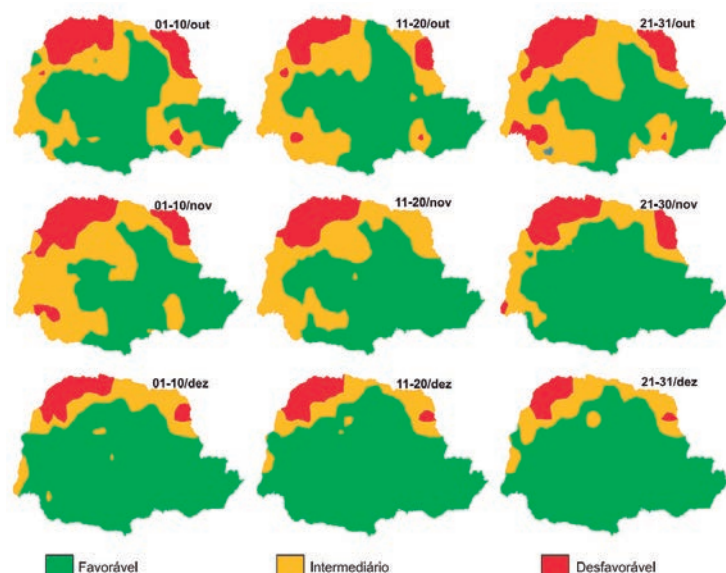 01-10/out
11-20/out
21-31/out
01-10/nov
11-20/nov
21-30/nov
01-10/dez
11-20/dez
21-31/dez
Favorável
Intermediário
Desfavorável